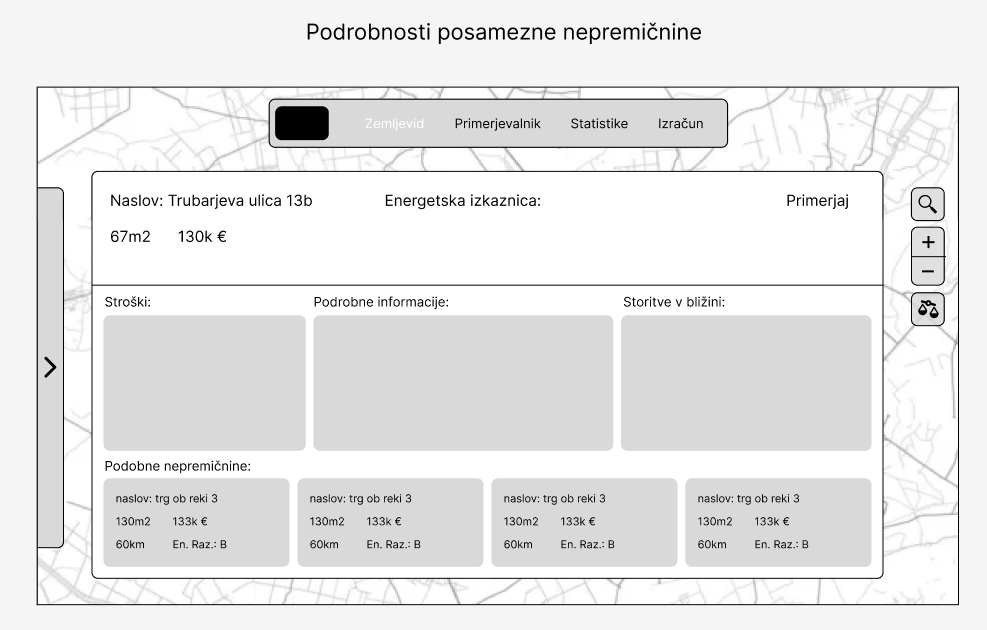 Podrobnosti posamezne nepremičnine
Zemljevid Primerjevalnik Statistike Izračun
Naslov: Trubarjeva ulica 13b Energetska izkaznica: Primerjaj
67m2 130k €
Stroški: Podrobne informacije: Storitve v bližini:
Podobne nepremičnine:
naslov: trg ob reki 3 naslov: trg ob reki 3 naslov: trg ob reki 3 naslov: trg ob reki 3
130m2 133k € 130m2 133k € 130m2 133k € 130m2 133k €
60km En. Raz.: B 60km En. Raz.: B 60km En. Raz.: B 60km En. Raz.: B